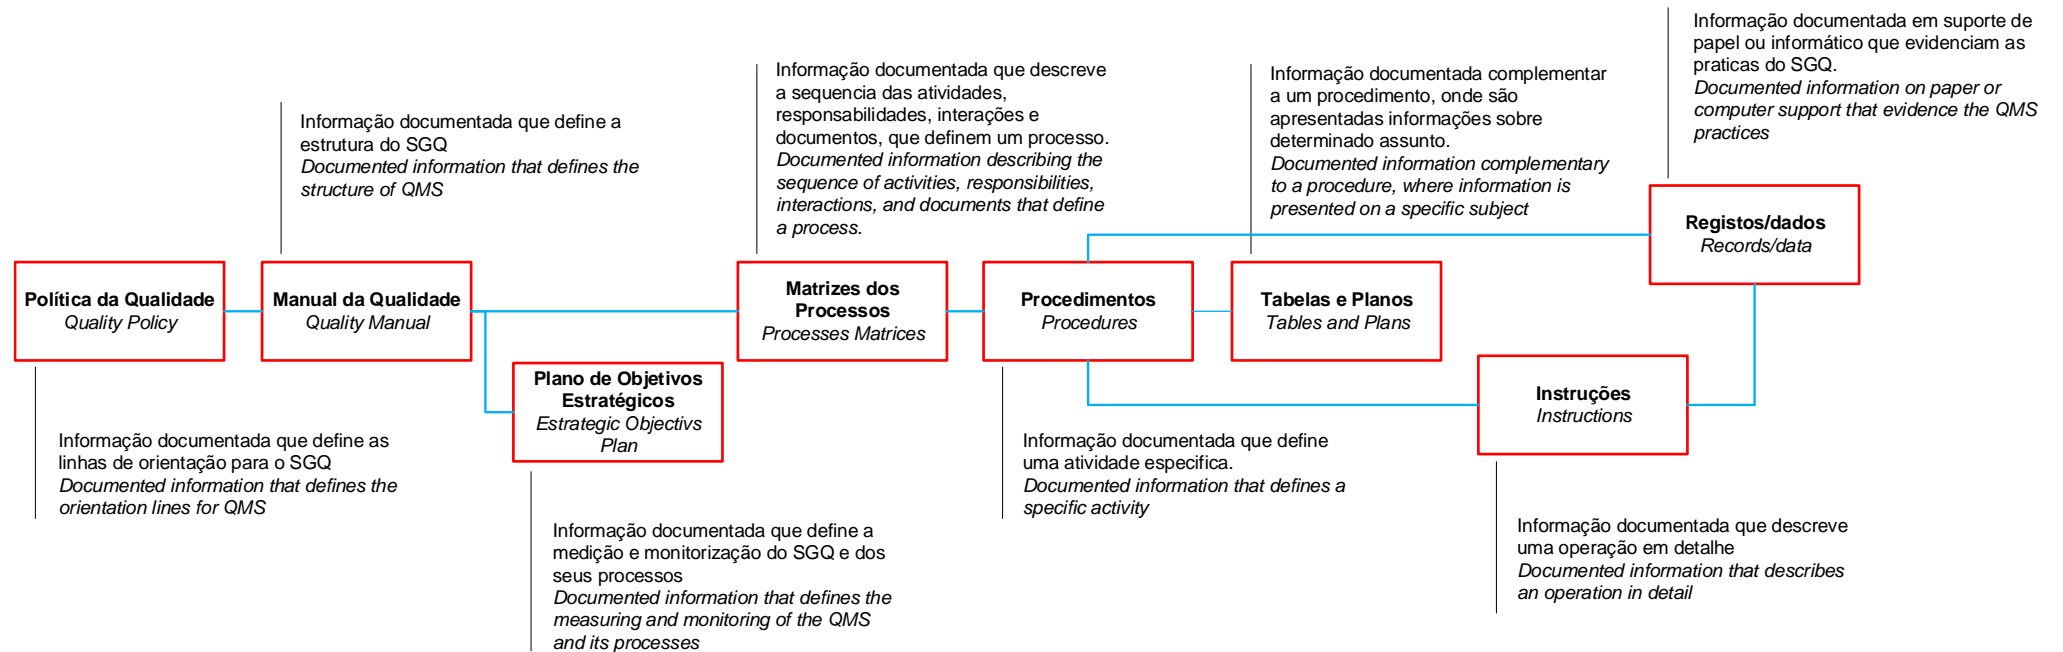 Informação documentada em suporte de
papel ou informático que evidenciam as
praticas do SGQ.
Documented information on paper or
computer support that evidence the QMS
practices
Informação documentada que descreve
a sequencia das atividades,
responsabilidades, interações e
documentos, que definem um processo.
Documented information describing the
sequence of activities, responsibilities,
interactions, and documents that define
a process.
Informação documentada complementar
a um procedimento, onde são
apresentadas informações sobre
determinado assunto.
Documented information complementary
to a procedure, where information is
presented on a specific subject
Informação documentada que define a
estrutura do SGQ
Documented information that defines the
structure of QMS
Registos/dados
Records/data
Política da Qualidade
Quality Policy
Manual da Qualidade
Quality Manual
Matrizes dos
Processos
Processes Matrices
Procedimentos
Procedures
Tabelas e Planos
Tables and Plans
Plano de Objetivos
Estratégicos
Estrategic Objectivs
Plan
Instruções
Instructions
Informação documentada que define as
linhas de orientação para o SGQ
Documented information that defines the
orientation lines for QMS
Informação documentada que define
uma atividade especifica.
Documented information that defines a
specific activity
Informação documentada que define a
medição e monitorização do SGQ e dos
seus processos
Documented information that defines the
measuring and monitoring of the QMS
and its processes
Informação documentada que descreve
uma operação em detalhe
Documented information that describes
an operation in detail